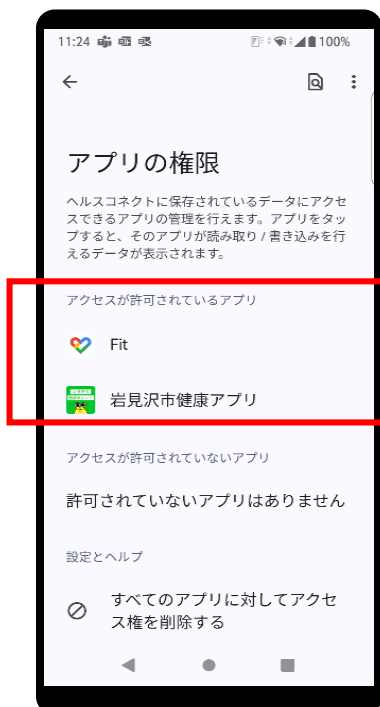 11:24
100%
アプリの権限
ヘルスコネクトに保存されているデータにアクセ
スできるアプリの管理を行えます。アプリをタッ
プすると、そのアプリが読み取り / 書き込みを行
えるデータが表示されます。
アクセスが許可されているアプリ
Fit
岩見沢市健康アプリ
アクセスが許可されていないアプリ
許可されていないアプリはありません
設定とヘルプ
すべてのアプリに対してアクセ
ス権を削除する